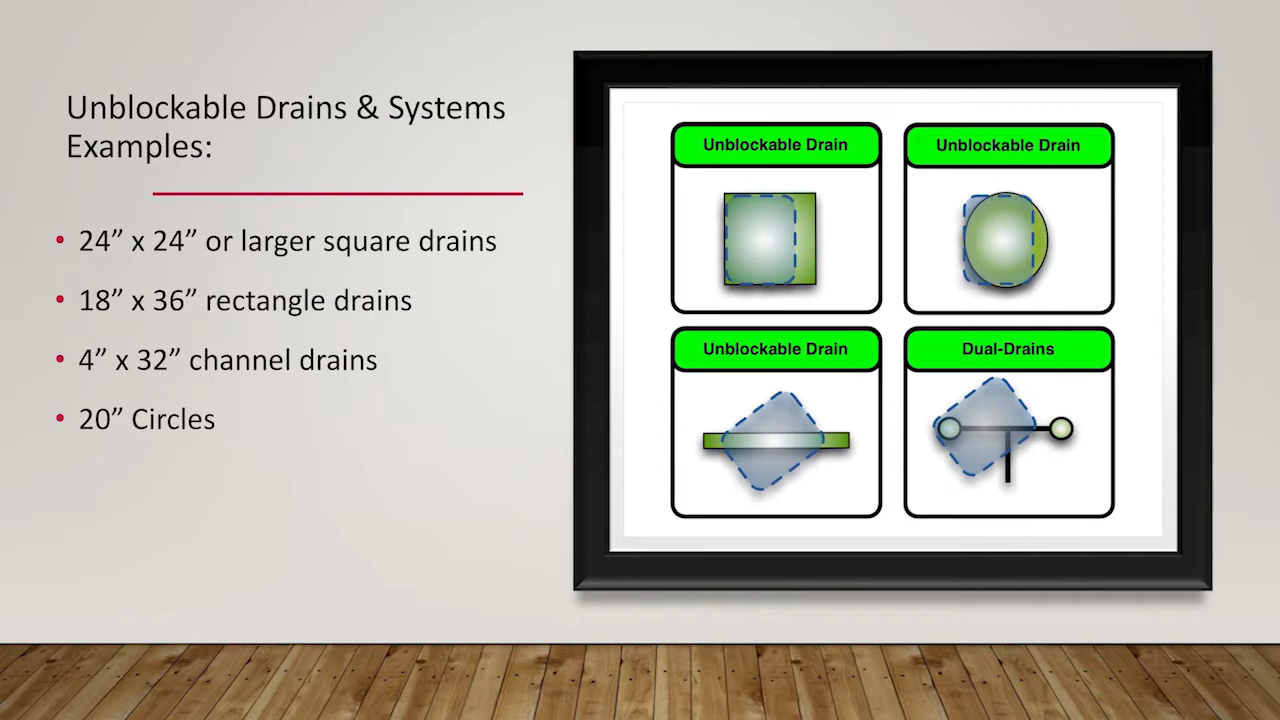 Unblockable Drains & Systems
Examples:
• 24” x 24” or larger square drains
• 18” x 36” rectangle drains
• 4” x 32” channel drains
• 20” Circles
Unblockable Drain
Unblockable Drain
Unblockable Drain
Dual-Drains